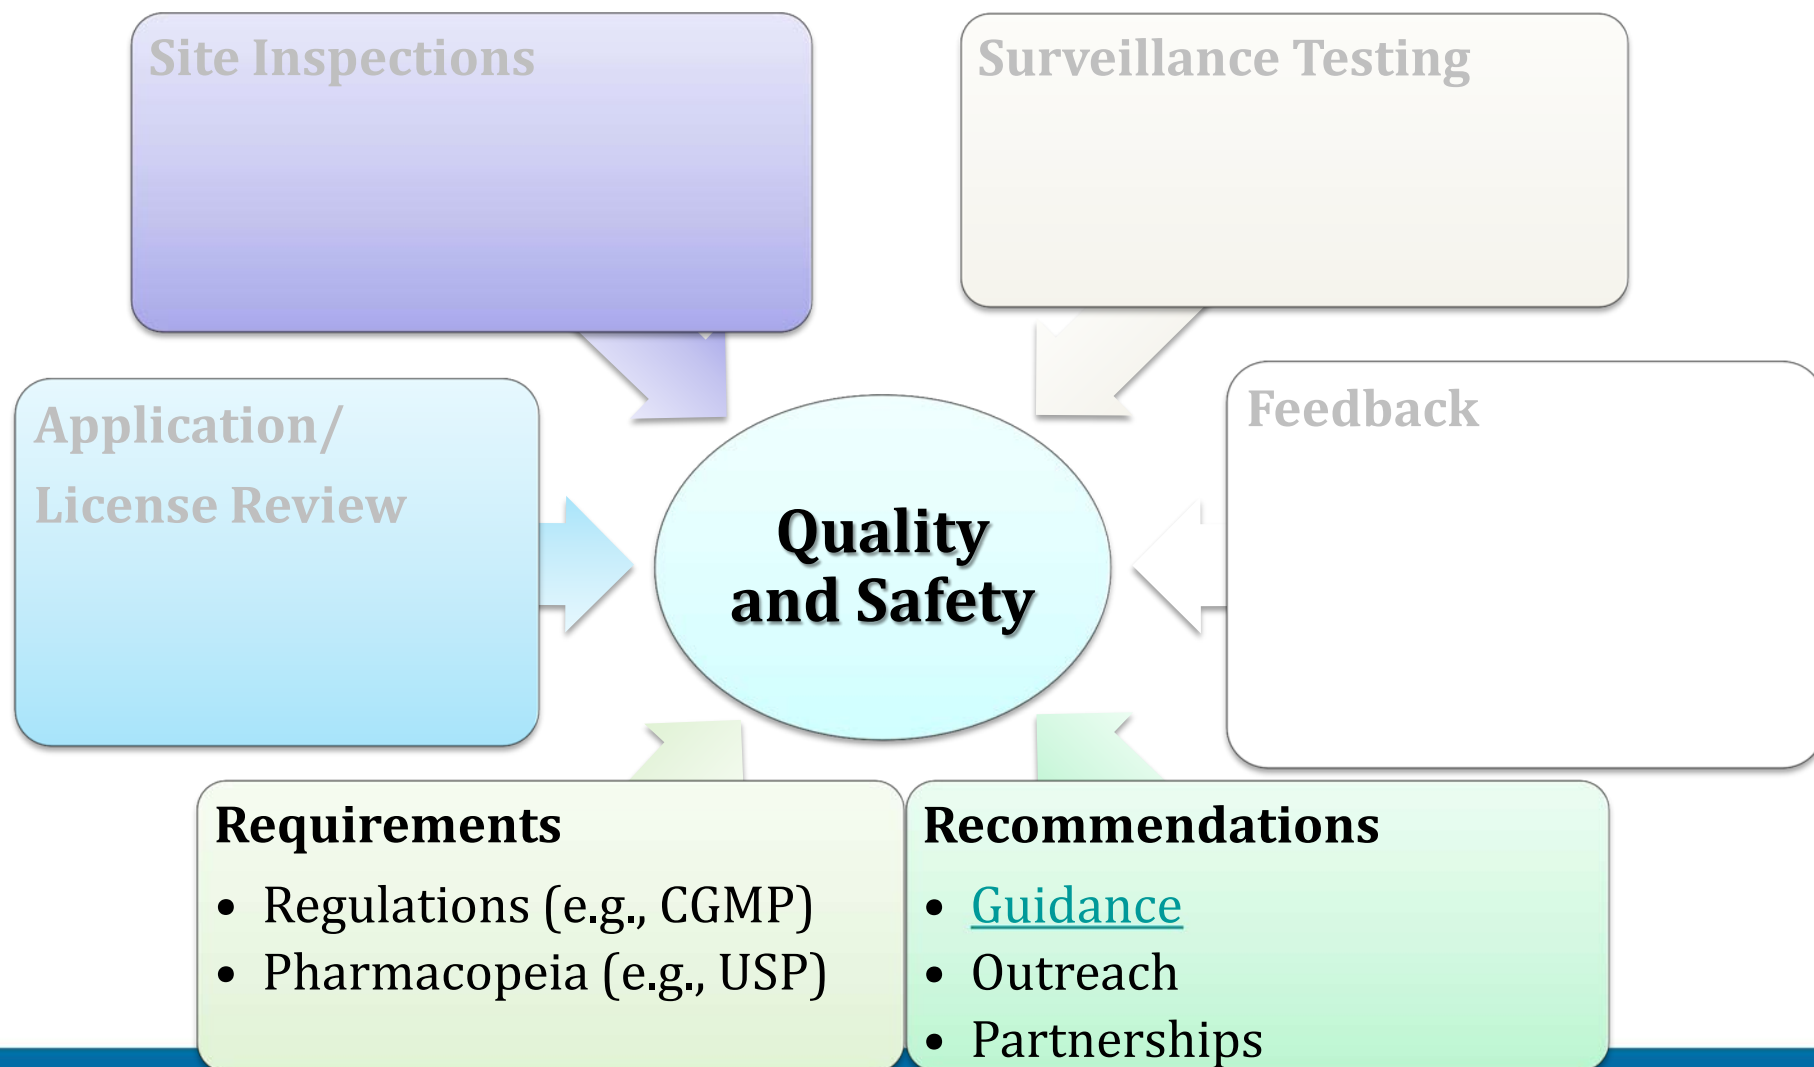 Site Inspections
Surveillance Testing
Application/
License Review
Feedback
Quality
and Safety
Requirements
• Regulations (e.g., CGMP)
• Pharmacopeia (e.g., USP)
Recommendations
• Guidance
• Outreach
• Partnerships